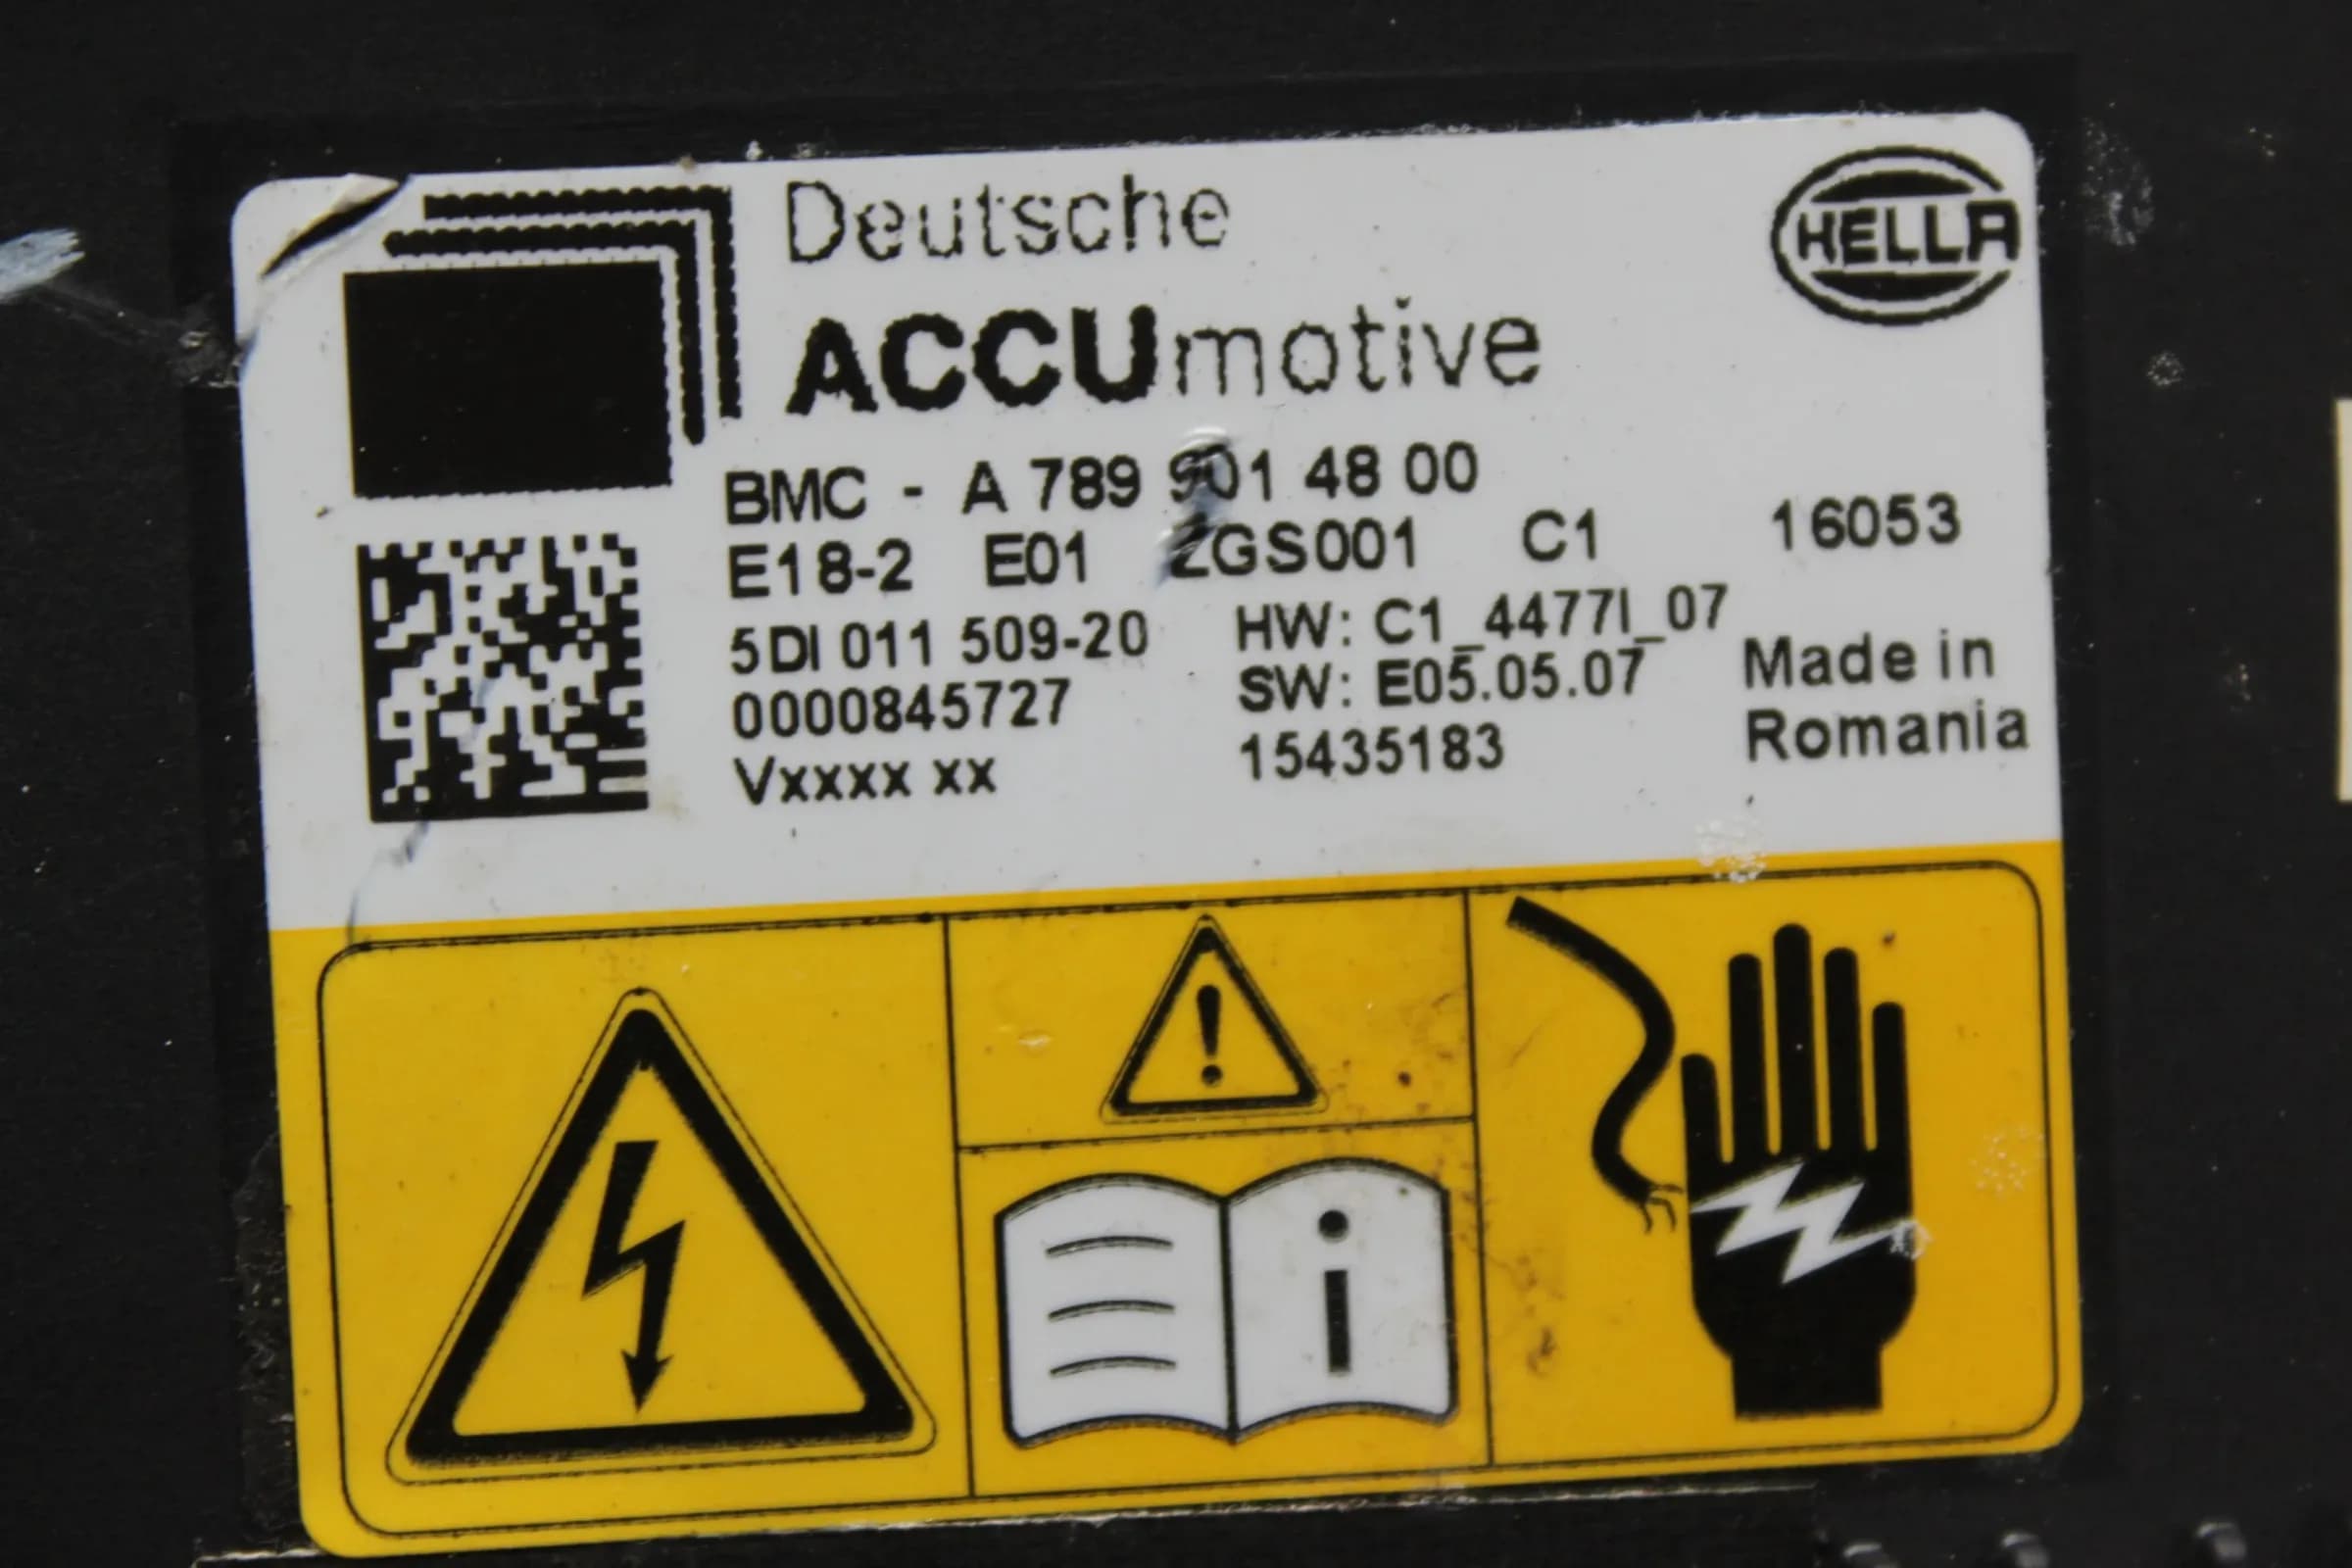 Deutsche
HELLA
ACCUmotive
BMC - A 789 901 48 00
E18-2 E01 ZGS001 C1 16053
5DI 011 509-20 HW: C1_4477I_07
0000845727 SW: E05.05.07
Vxxxx xx 15435183
Made in
Romania
!
i